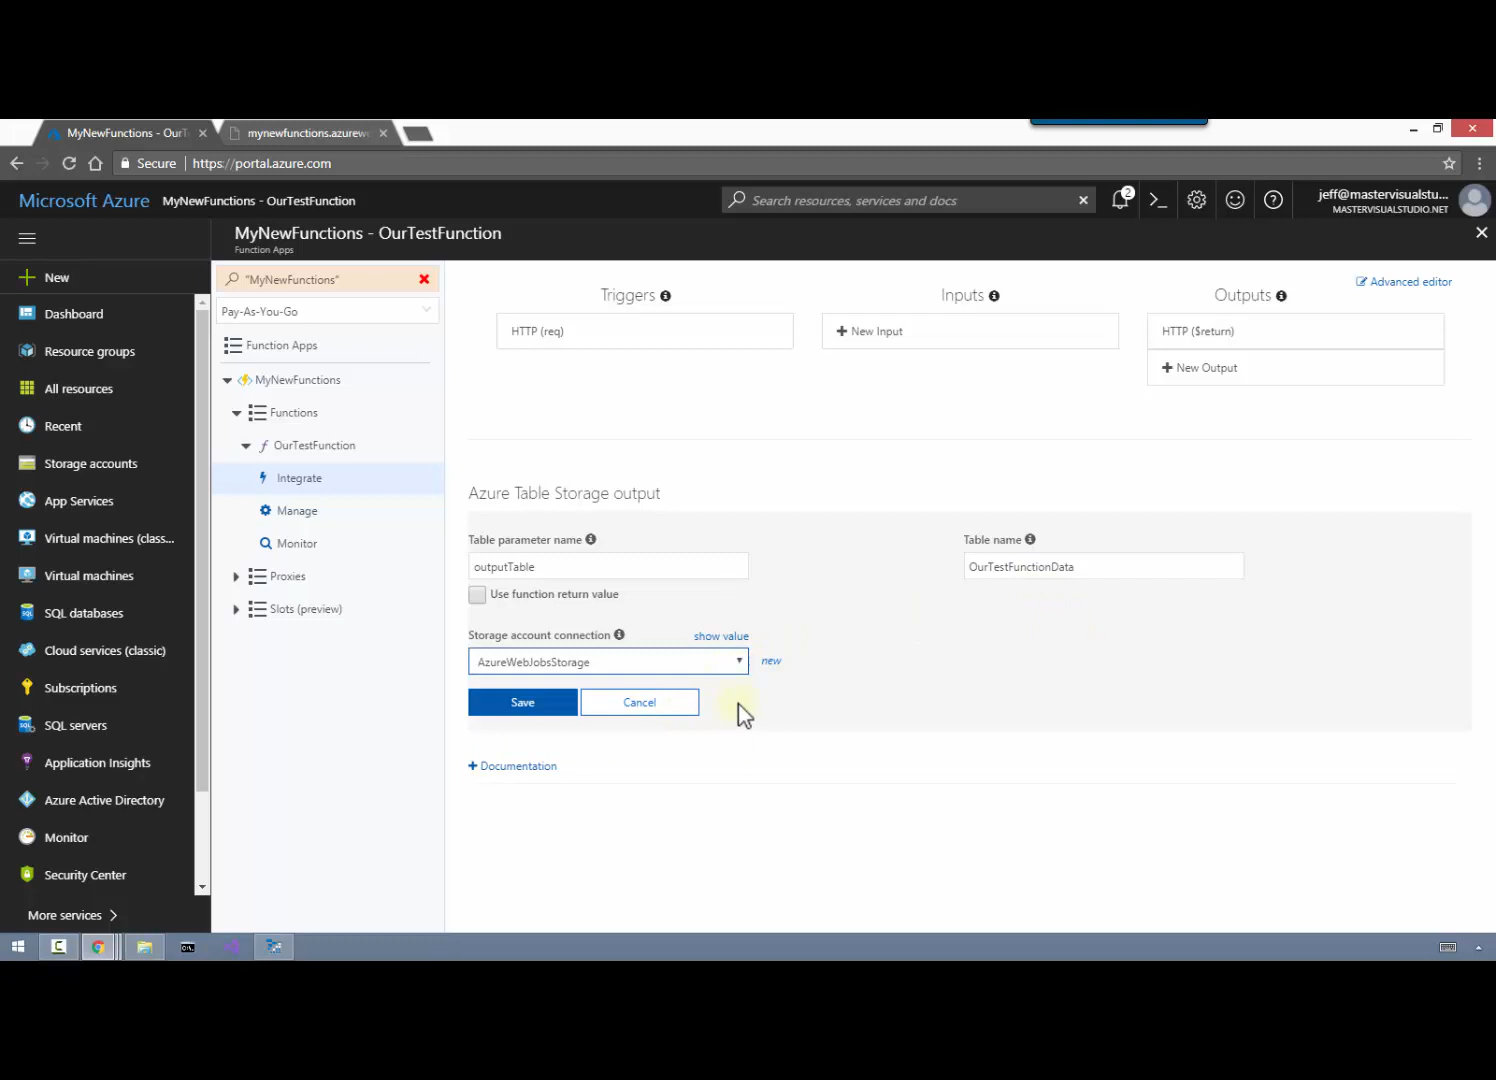 MyNewFunctions - OurT
mynewfunctions.azurewe
Secure | https://portal.azure.com
Microsoft Azure MyNewFunctions - OurTestFunction
Search resources, services and docs
2
jeff@mastervisualstu...
MASTERVISUALSTUDIO.NET
MyNewFunctions - OurTestFunction
Function Apps
New
Dashboard
Resource groups
All resources
Recent
Storage accounts
App Services
Virtual machines (class...
Virtual machines
SQL databases
Cloud services (classic)
Subscriptions
SQL servers
Application Insights
Azure Active Directory
Monitor
Security Center
More services
"MyNewFunctions"
Pay-As-You-Go
Function Apps
MyNewFunctions
Functions
OurTestFunction
Integrate
Manage
Monitor
Proxies
Slots (preview)
Advanced editor
Triggers
Inputs
Outputs
HTTP (req)
New Input
HTTP ($return)
New Output
Azure Table Storage output
Table parameter name
Table name
outputTable
OurTestFunctionData
Use function return value
Storage account connection
show value
AzureWebJobsStorage
new
Save
Cancel
Documentation